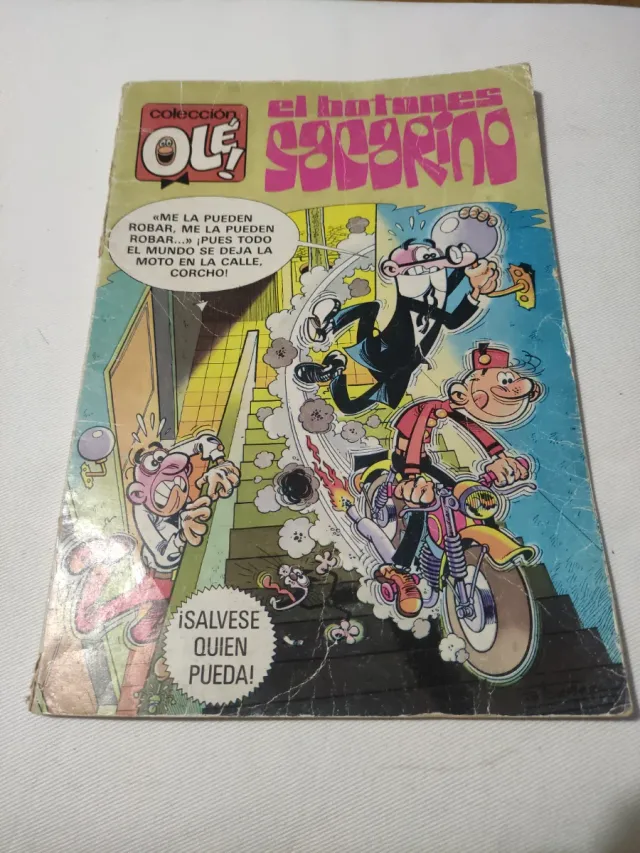 colección
OLÉ!
el botones
SACARINO
«ME LA PUEDEN
ROBAR, ME LA PUEDEN
ROBAR...» ¡PUES TODO
EL MUNDO SE DEJA LA
MOTO EN LA CALLE,
CORCHO!
¡SALVESE
QUIEN
PUEDA!